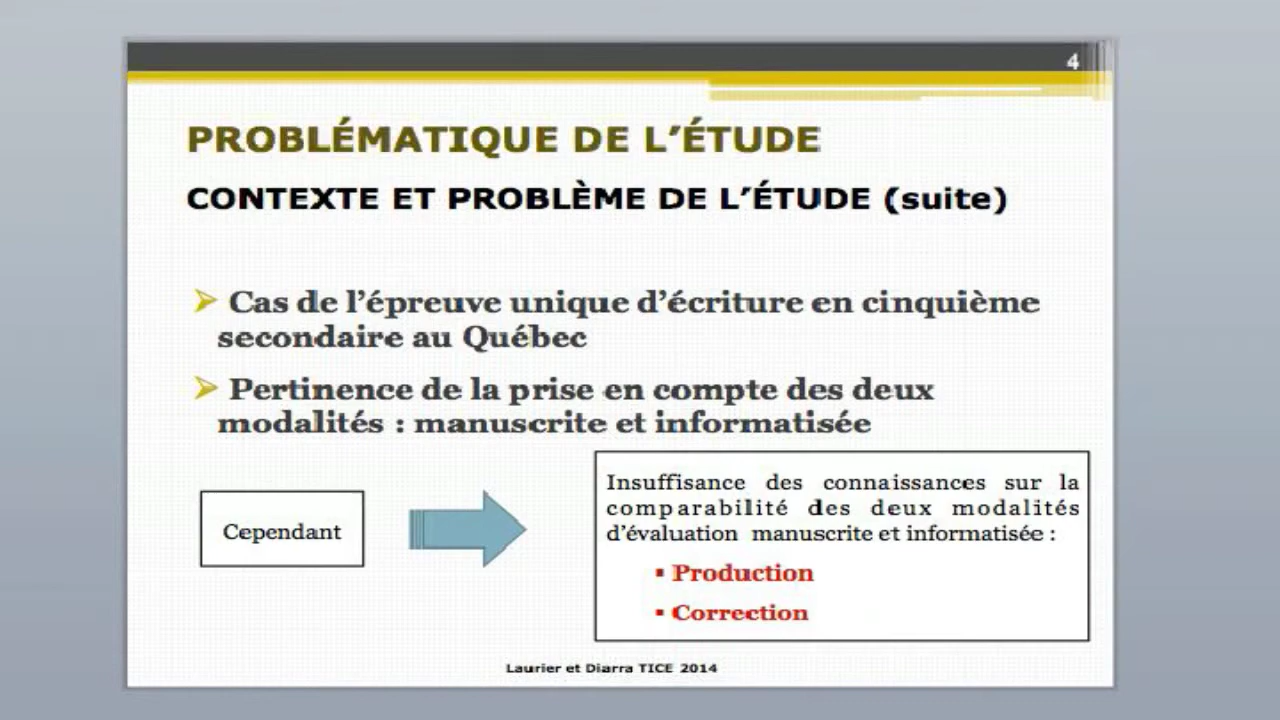 4
PROBLÉMATIQUE DE L’ÉTUDE
CONTEXTE ET PROBLÈME DE L’ÉTUDE (suite)
Cas de l’épreuve unique d’écriture en cinquième
secondaire au Québec
Pertinence de la prise en compte des deux
modalités : manuscrite et informatisée
Cependant
Insuffisance des connaissances sur la
comparabilité des deux modalités
d’évaluation manuscrite et informatisée :
▪ Production
▪ Correction
Laurier et Diarra TICE 2014